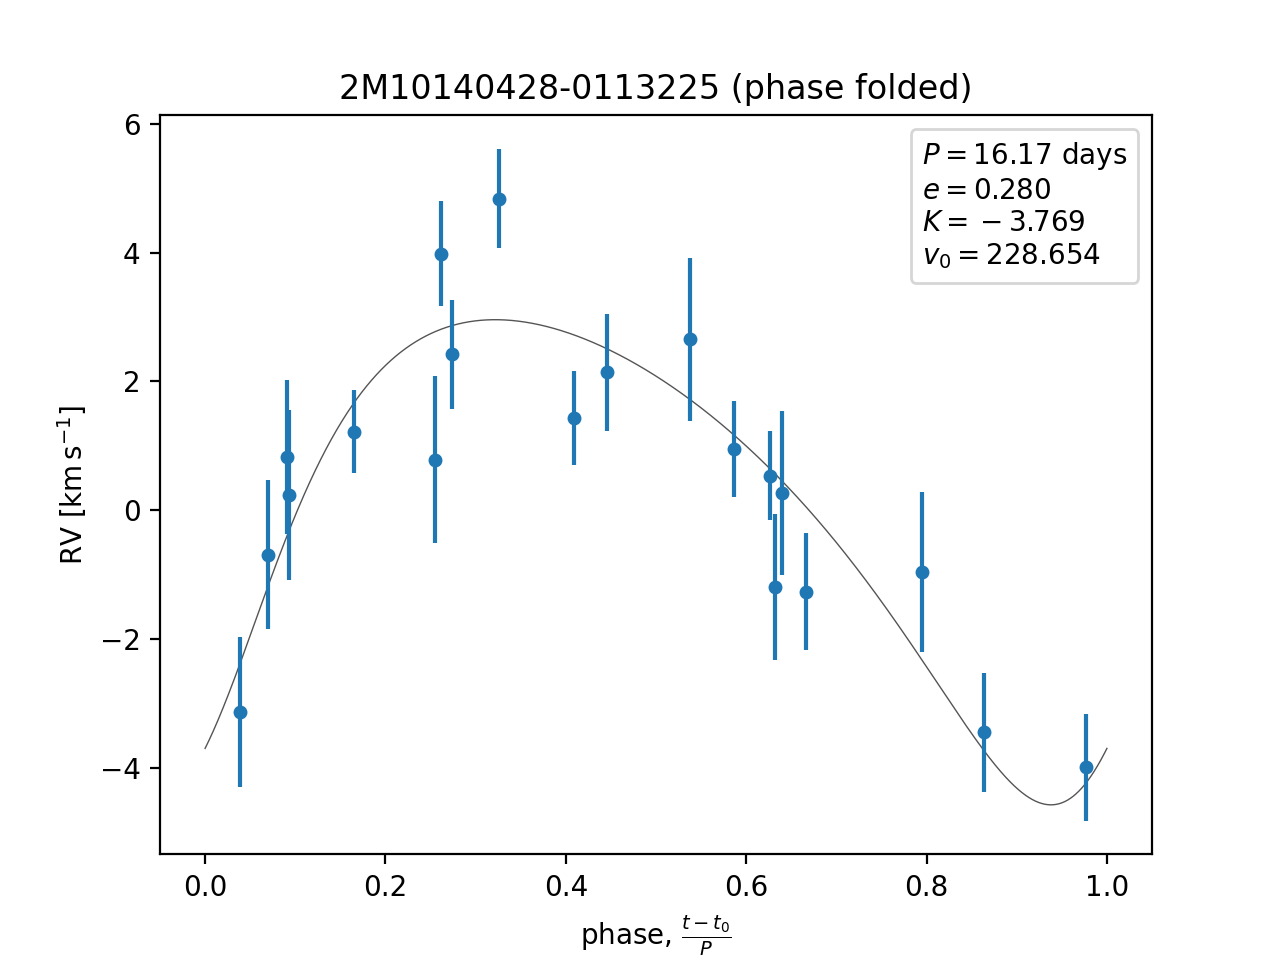 2M10140428-0113225 (phase folded)
P = 16.17 days
e = 0.280
K = −3.769
v₀ = 228.654
6
4
2
0
−2
−4
RV [km s⁻¹]
0.0 0.2 0.4 0.6 0.8 1.0
phase, (t − t₀)/P